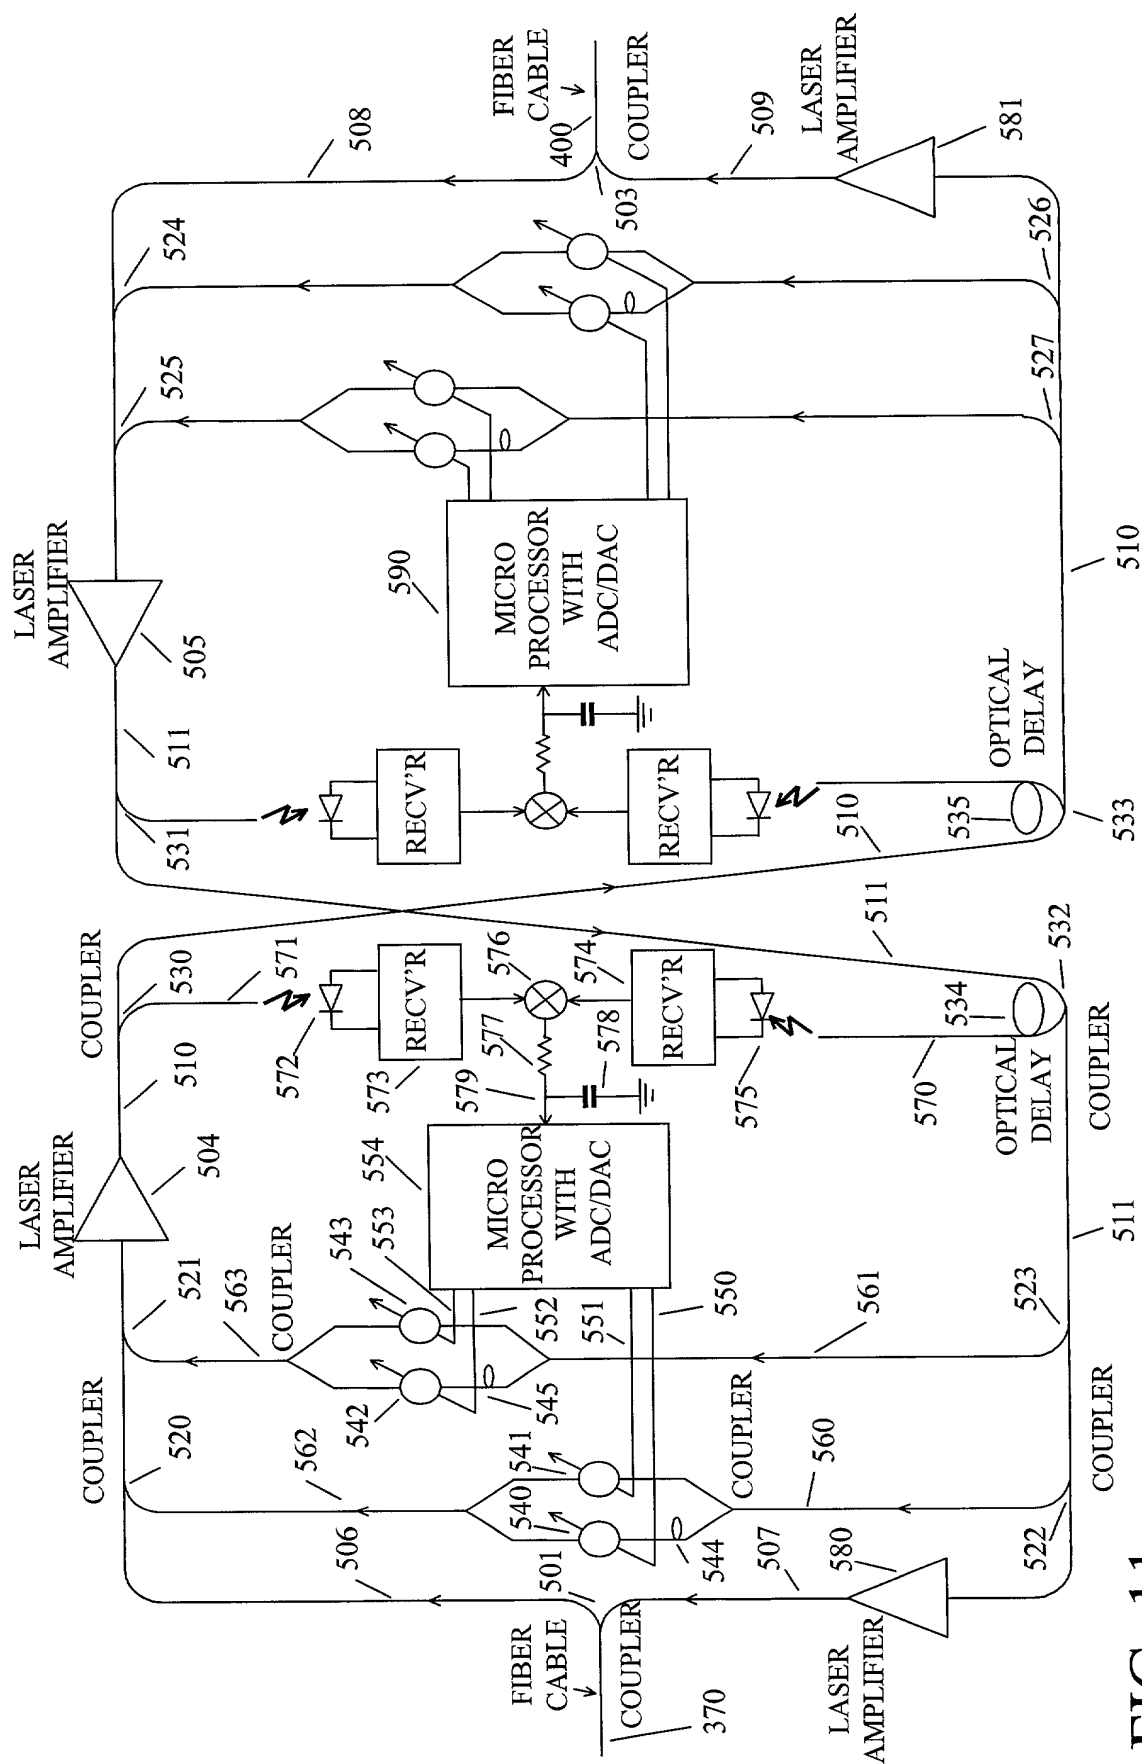 FIBER
CABLE
400
COUPLER
508
503
509
LASER
AMPLIFIER
581
524
526
525
527
LASER
AMPLIFIER
505
590
MICRO
PROCESSOR
WITH
ADC/DAC
510
511
531
RECV'R
RECV'R
510
OPTICAL
DELAY
535
533
511
COUPLER
530
571
510
572
573
RECV'R
576
577
574
578
579
RECV'R
575
534
570
532
OPTICAL
DELAY
COUPLER
LASER
AMPLIFIER
504
554
MICRO
PROCESSOR
WITH
ADC/DAC
511
521
563
COUPLER
543
553
552
551
550
561
523
542
545
COUPLER
520
562
541
540
COUPLER
560
COUPLER
506
501
544
507
580
522
FIBER
CABLE
COUPLER
370
LASER
AMPLIFIER
FIG. 11